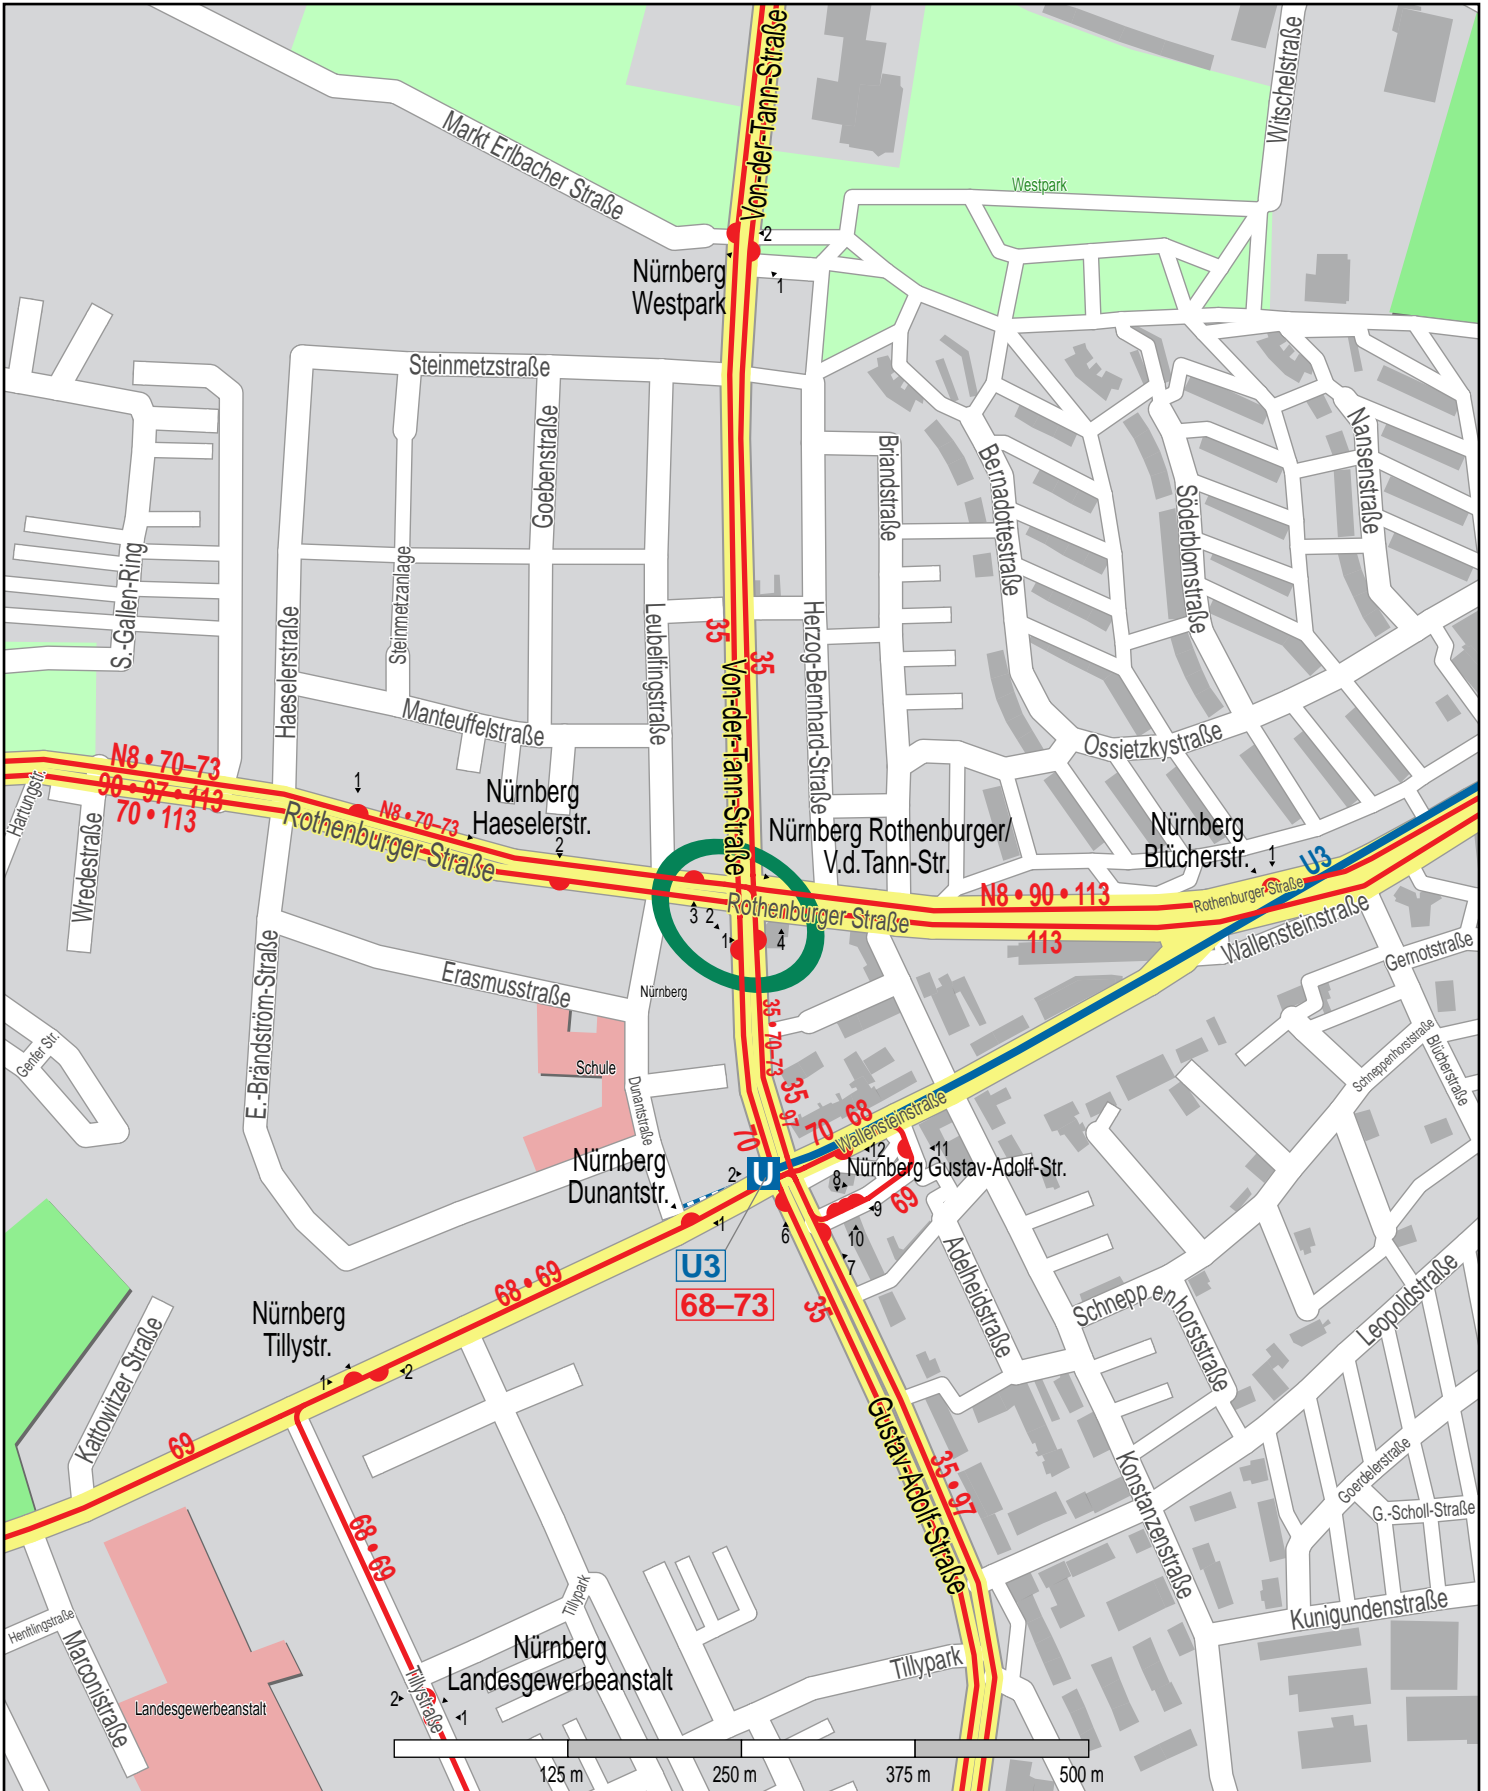 Von-der-Tann-Straße
Witschelstraße
Markt Erlbacher Straße
Westpark
2
Nürnberg
Westpark
1
Steinmetzstraße
Goebenstraße
Briandstraße
Bernadottestraße
Nansenstraße
Söderblomstraße
S.-Gallen-Ring
Steinmetzanlage
Haeselerstraße
Leubelfingstraße
35
35
Herzog-Bernhard-Straße
Von-der-Tann-Straße
Manteuffelstraße
Ossietzkystraße
N8 • 70–73
90 • 97 • 113
70 • 113
Hartungstr.
Wredestraße
1
N8 • 70–73
Nürnberg
Haeselerstr.
2
Rothenburger Straße
Nürnberg Rothenburger/
V.d.Tann-Str.
Nürnberg
Blücherstr.
1
U3
N8 • 90 • 113
Rothenburger Straße
Rothenburger Straße
113
3
2
1
4
Wallensteinstraße
Gernotstraße
E.-Brändström-Straße
Erasmusstraße
Nürnberg
35 • 70–73
Genfer Str.
Schule
Dunantstraße
Schneppenhorststraße
Blücherstraße
35
97
70
70
68
Wallensteinstraße
12
11
Nürnberg
Dunantstr.
2
U
Nürnberg Gustav-Adolf-Str.
8
69
9
1
6
10
7
U3
68–73
68 • 69
35
Adelheidstraße
Schneppenhorststraße
Leopoldstraße
Nürnberg
Tillystr.
1
2
Kattowitzer Straße
69
Gustav-Adolf-Straße
35 • 97
Konstanzenstraße
Goerdelerstraße
G.-Scholl-Straße
68 • 69
Tillypark
Henftlingstraße
Marconistraße
Kunigundenstraße
Nürnberg
Landesgewerbeanstalt
Tillypark
Landesgewerbeanstalt
2
Tillystraße
1
125 m
250 m
375 m
500 m